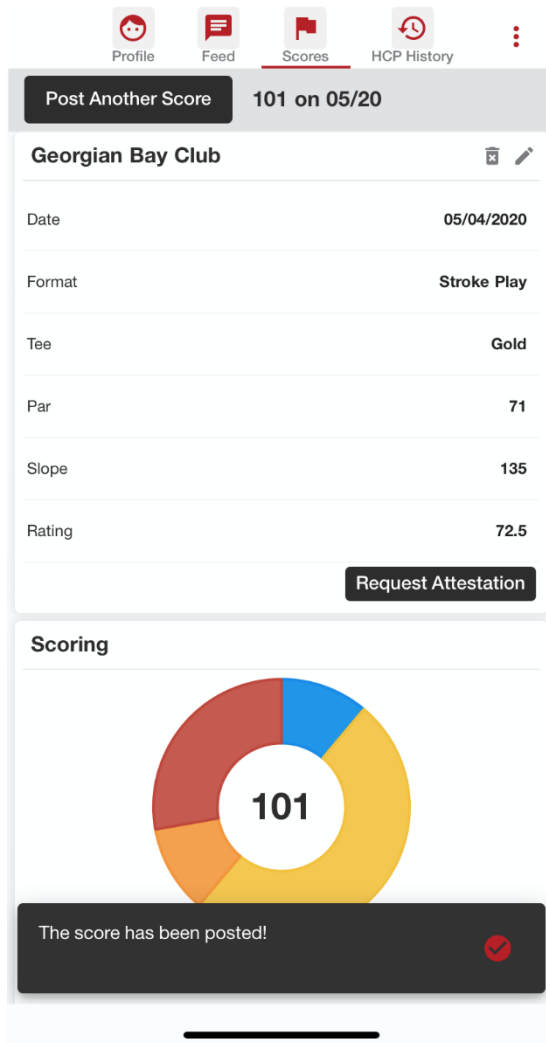 Profile Feed Scores HCP History
Post Another Score 101 on 05/20
Georgian Bay Club
Date 05/04/2020
Format Stroke Play
Tee Gold
Par 71
Slope 135
Rating 72.5
Request Attestation
Scoring
101
The score has been posted!